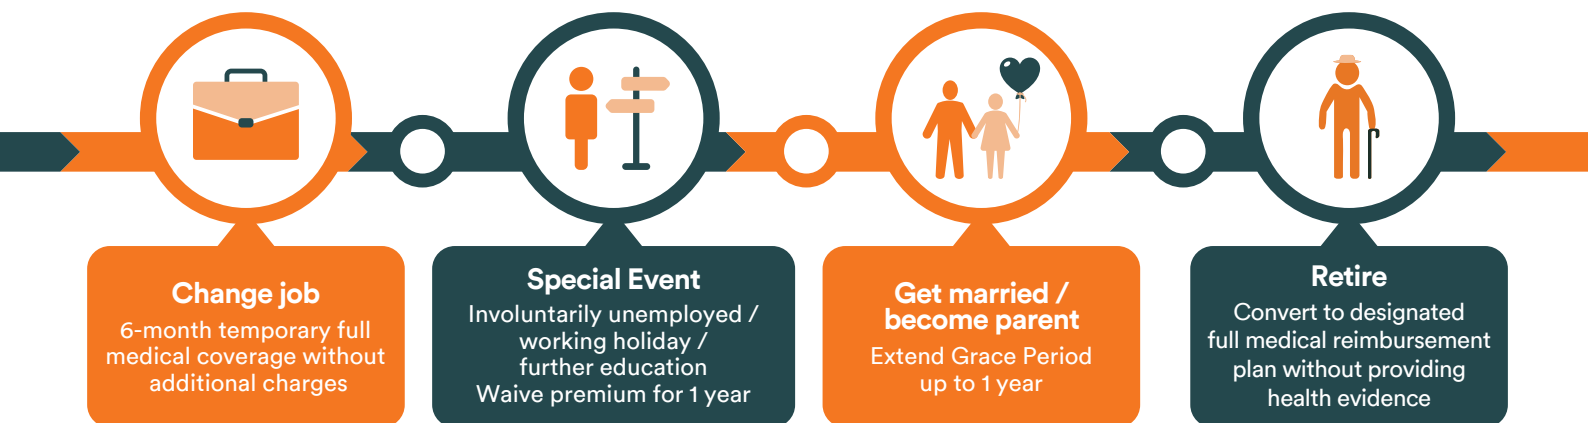 Change job
6-month temporary full
medical coverage without
additional charges
Special Event
Involuntarily unemployed /
working holiday /
further education
Waive premium for 1 year
Get married /
become parent
Extend Grace Period
up to 1 year
Retire
Convert to designated
full medical reimbursement
plan without providing
health evidence